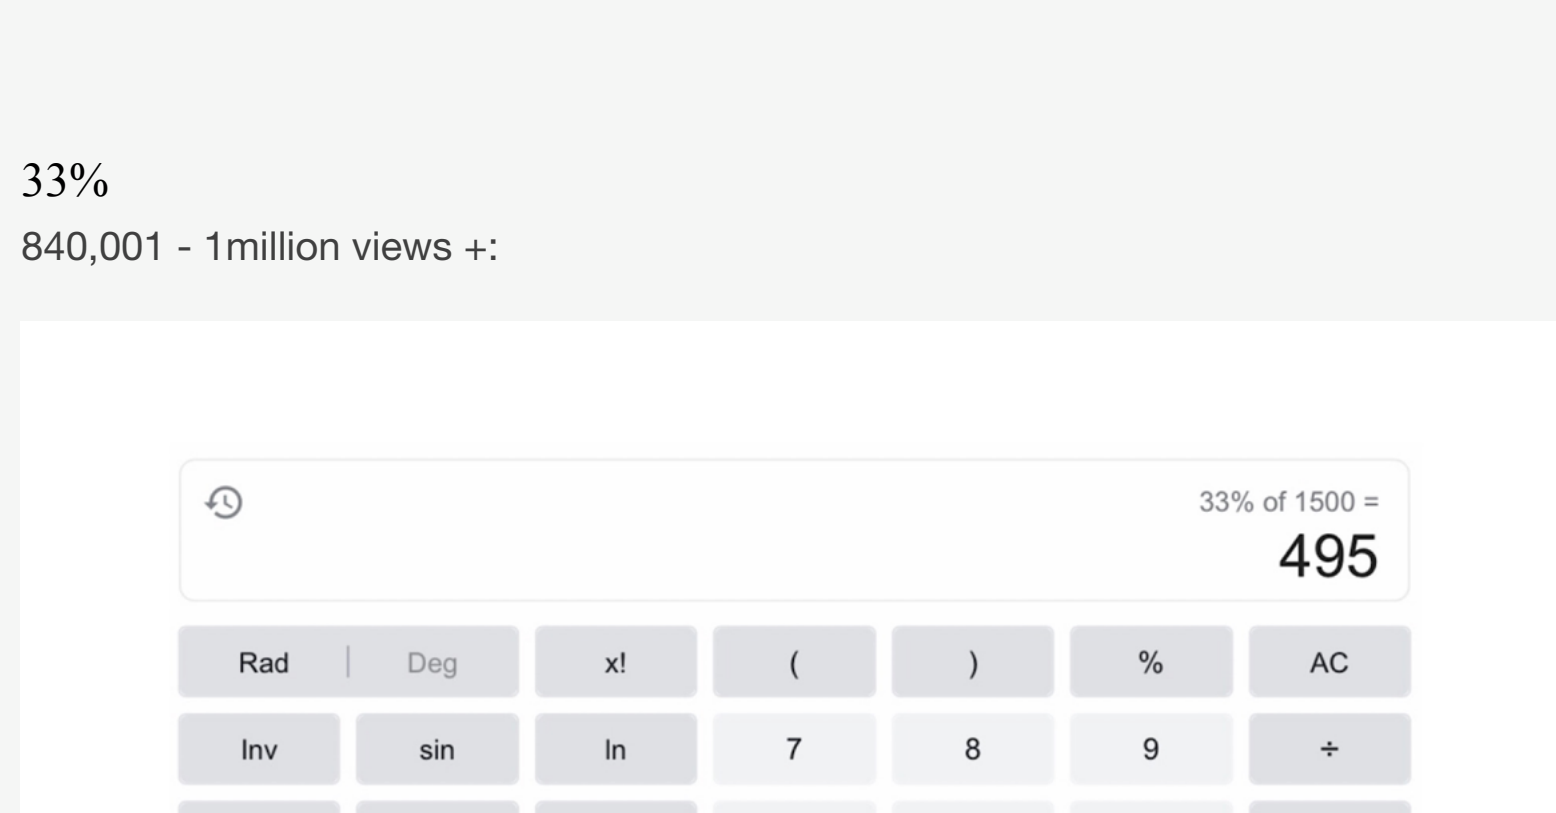 33%
840,001 - 1million views +:
33% of 1500 =
495
Rad | Deg x! ( ) % AC
Inv sin ln 7 8 9 ÷